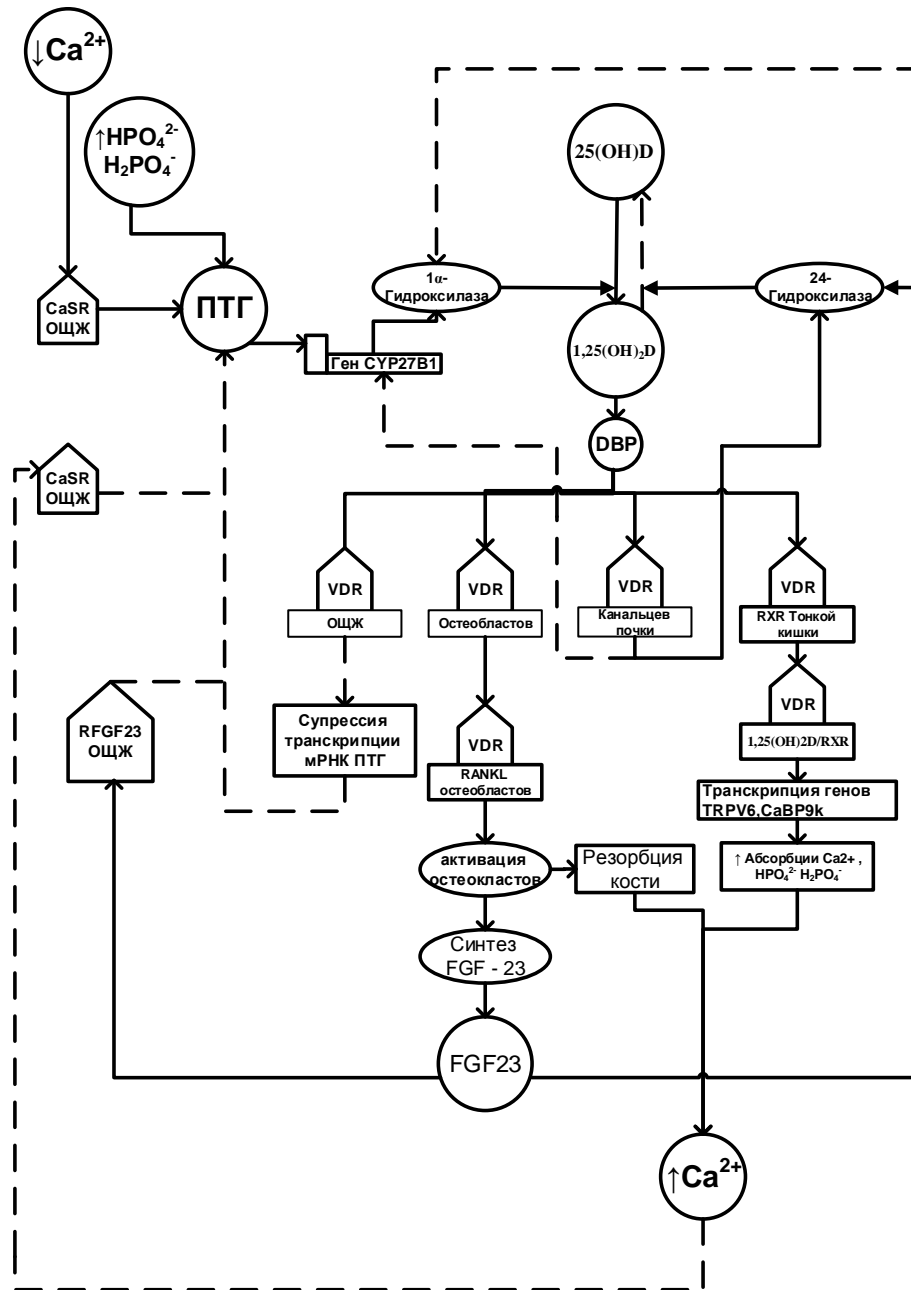 ↓Ca²⁺
↑HPO₄²⁻
H₂PO₄⁻
25(OH)D
1α-
Гидроксилаза
24-
Гидроксилаза
CaSR
ОЩЖ
ПТГ
Ген CYP27B1
1,25(OH)₂D
DBP
CaSR
ОЩЖ
VDR
ОЩЖ
VDR
Остеобластов
VDR
Канальцев
почки
VDR
RXR Тонкой
кишки
RFGF23
ОЩЖ
Супрессия
транскрипции
мРНК ПТГ
VDR
RANKL
остеобластов
VDR
1,25(OH)2D/RXR
Транскрипция генов
TRPV6,CaBP9k
активация
остеокластов
Резорбция
кости
↑ Абсорбции Ca2+ ,
HPO₄²⁻ H₂PO₄⁻
Синтез
FGF - 23
FGF23
↑Ca²⁺